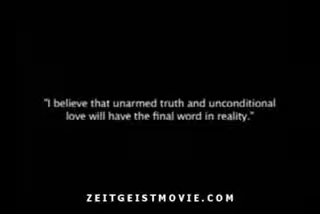 "I believe that unarmed truth and unconditional
love will have the final word in reality."
ZEITGEISTMOVIE.COM